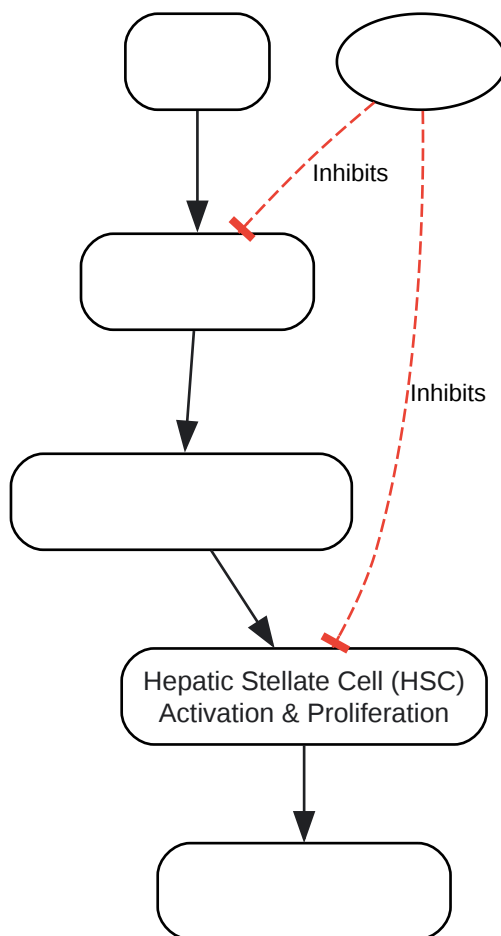 Inhibits
Inhibits
Hepatic Stellate Cell (HSC)
Activation & Proliferation